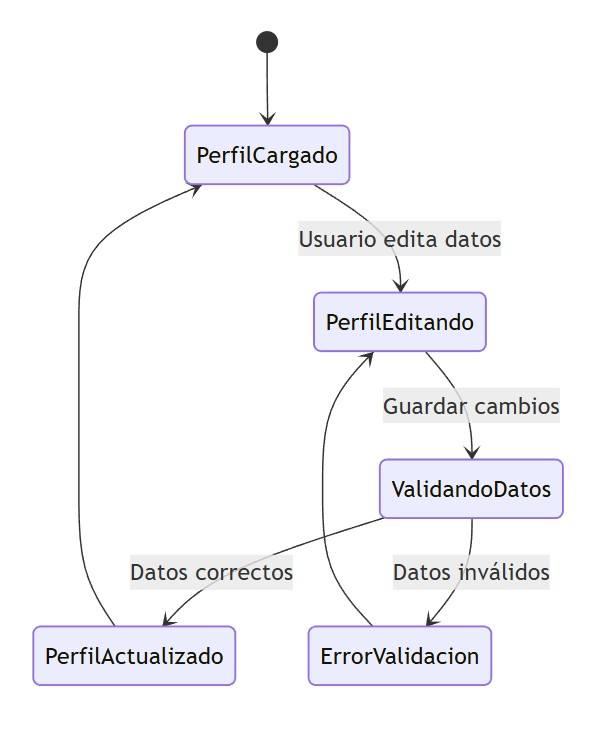 PerfilCargado
Usuario edita datos
PerfilEditando
Guardar cambios
ValidandoDatos
Datos correctos
Datos inválidos
PerfilActualizado
ErrorValidacion